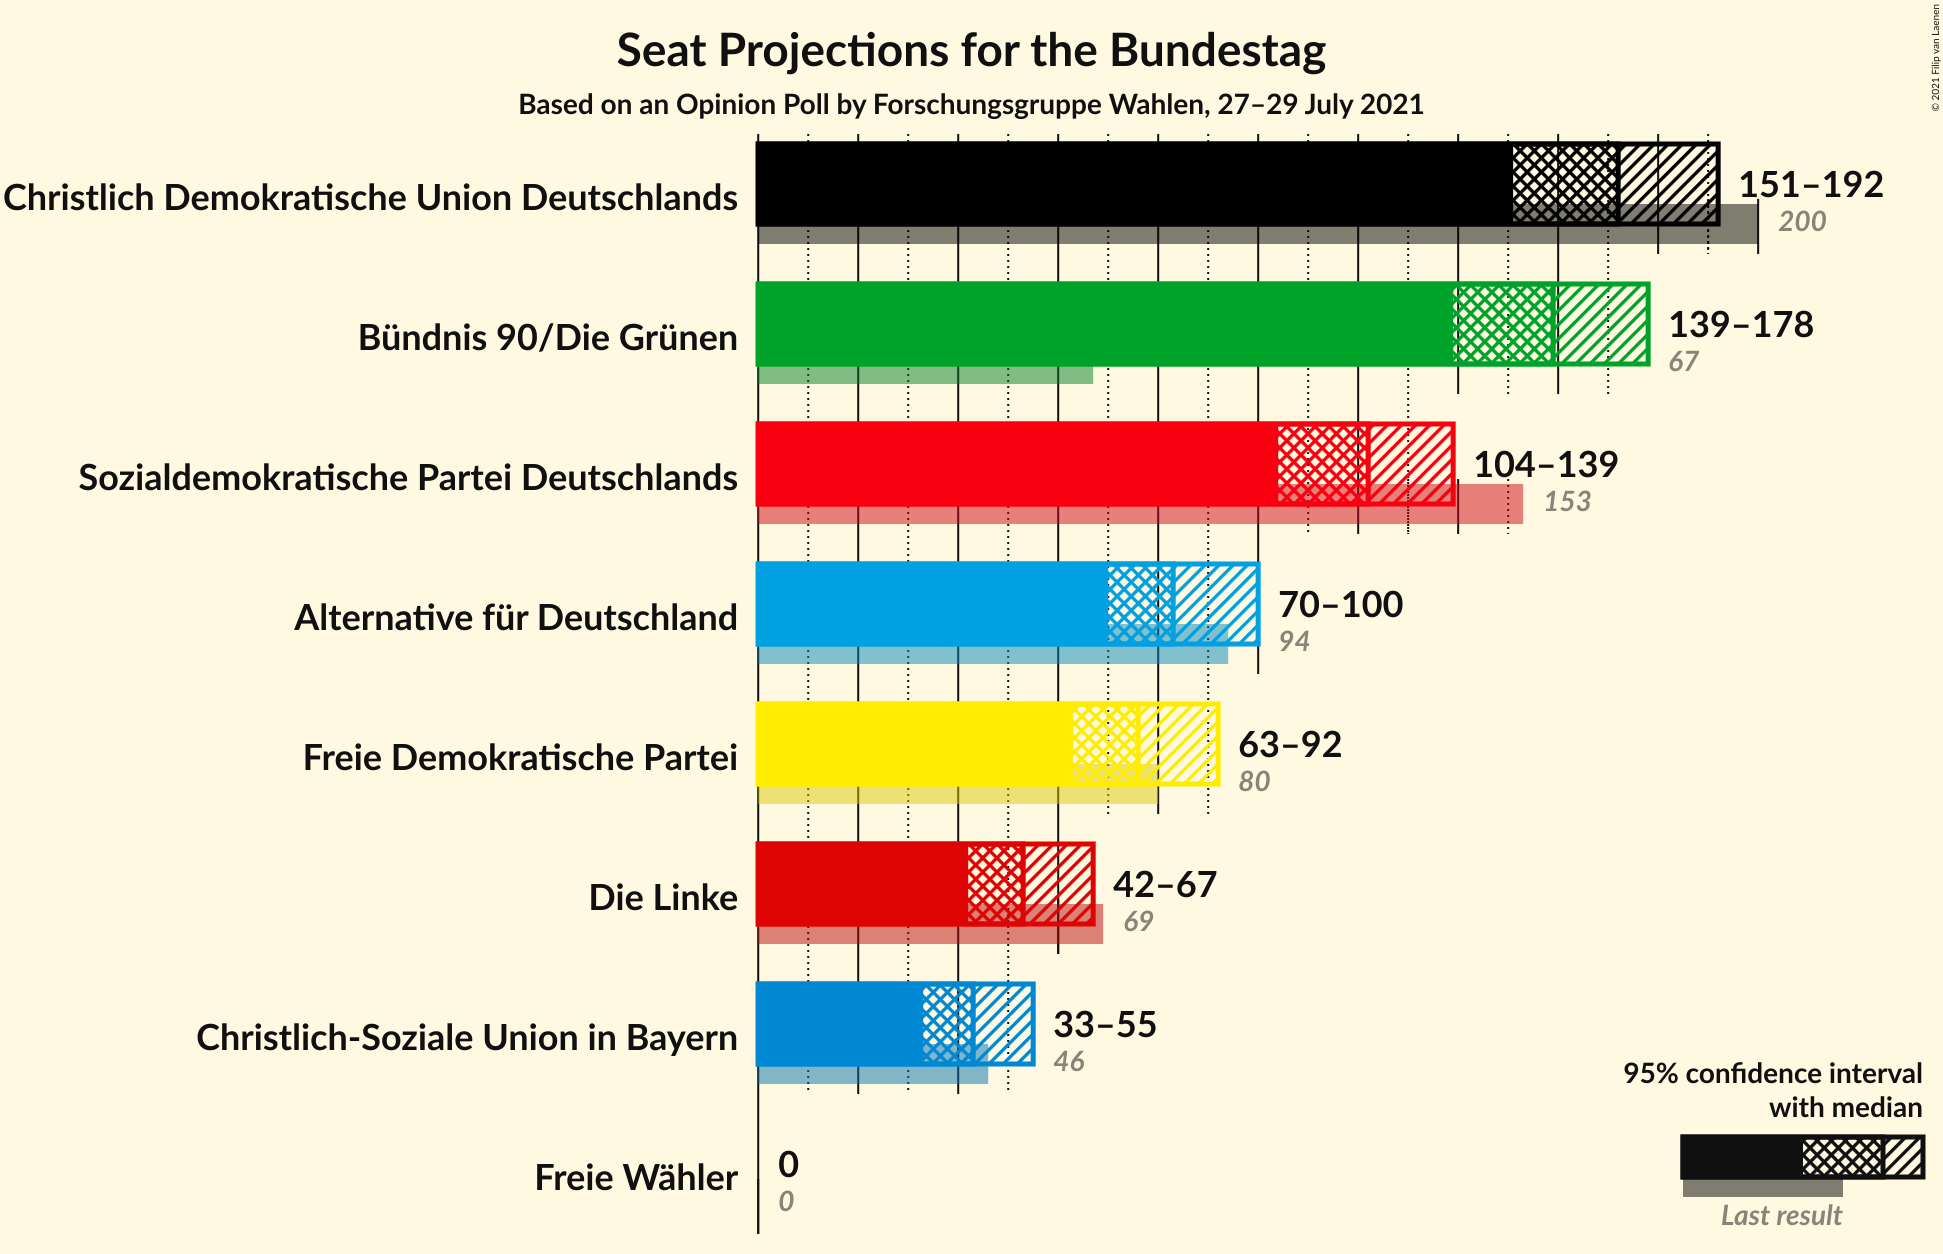 Seat Projections for the Bundestag
Based on an Opinion Poll by Forschungsgruppe Wahlen, 27–29 July 2021
© 2021 Filip van Laenen
Christlich Demokratische Union Deutschlands
151–192
200
Bündnis 90/Die Grünen
139–178
67
Sozialdemokratische Partei Deutschlands
104–139
153
Alternative für Deutschland
70–100
94
Freie Demokratische Partei
63–92
80
Die Linke
42–67
69
Christlich-Soziale Union in Bayern
33–55
46
Freie Wähler
0
0
95% confidence interval
with median
Last result